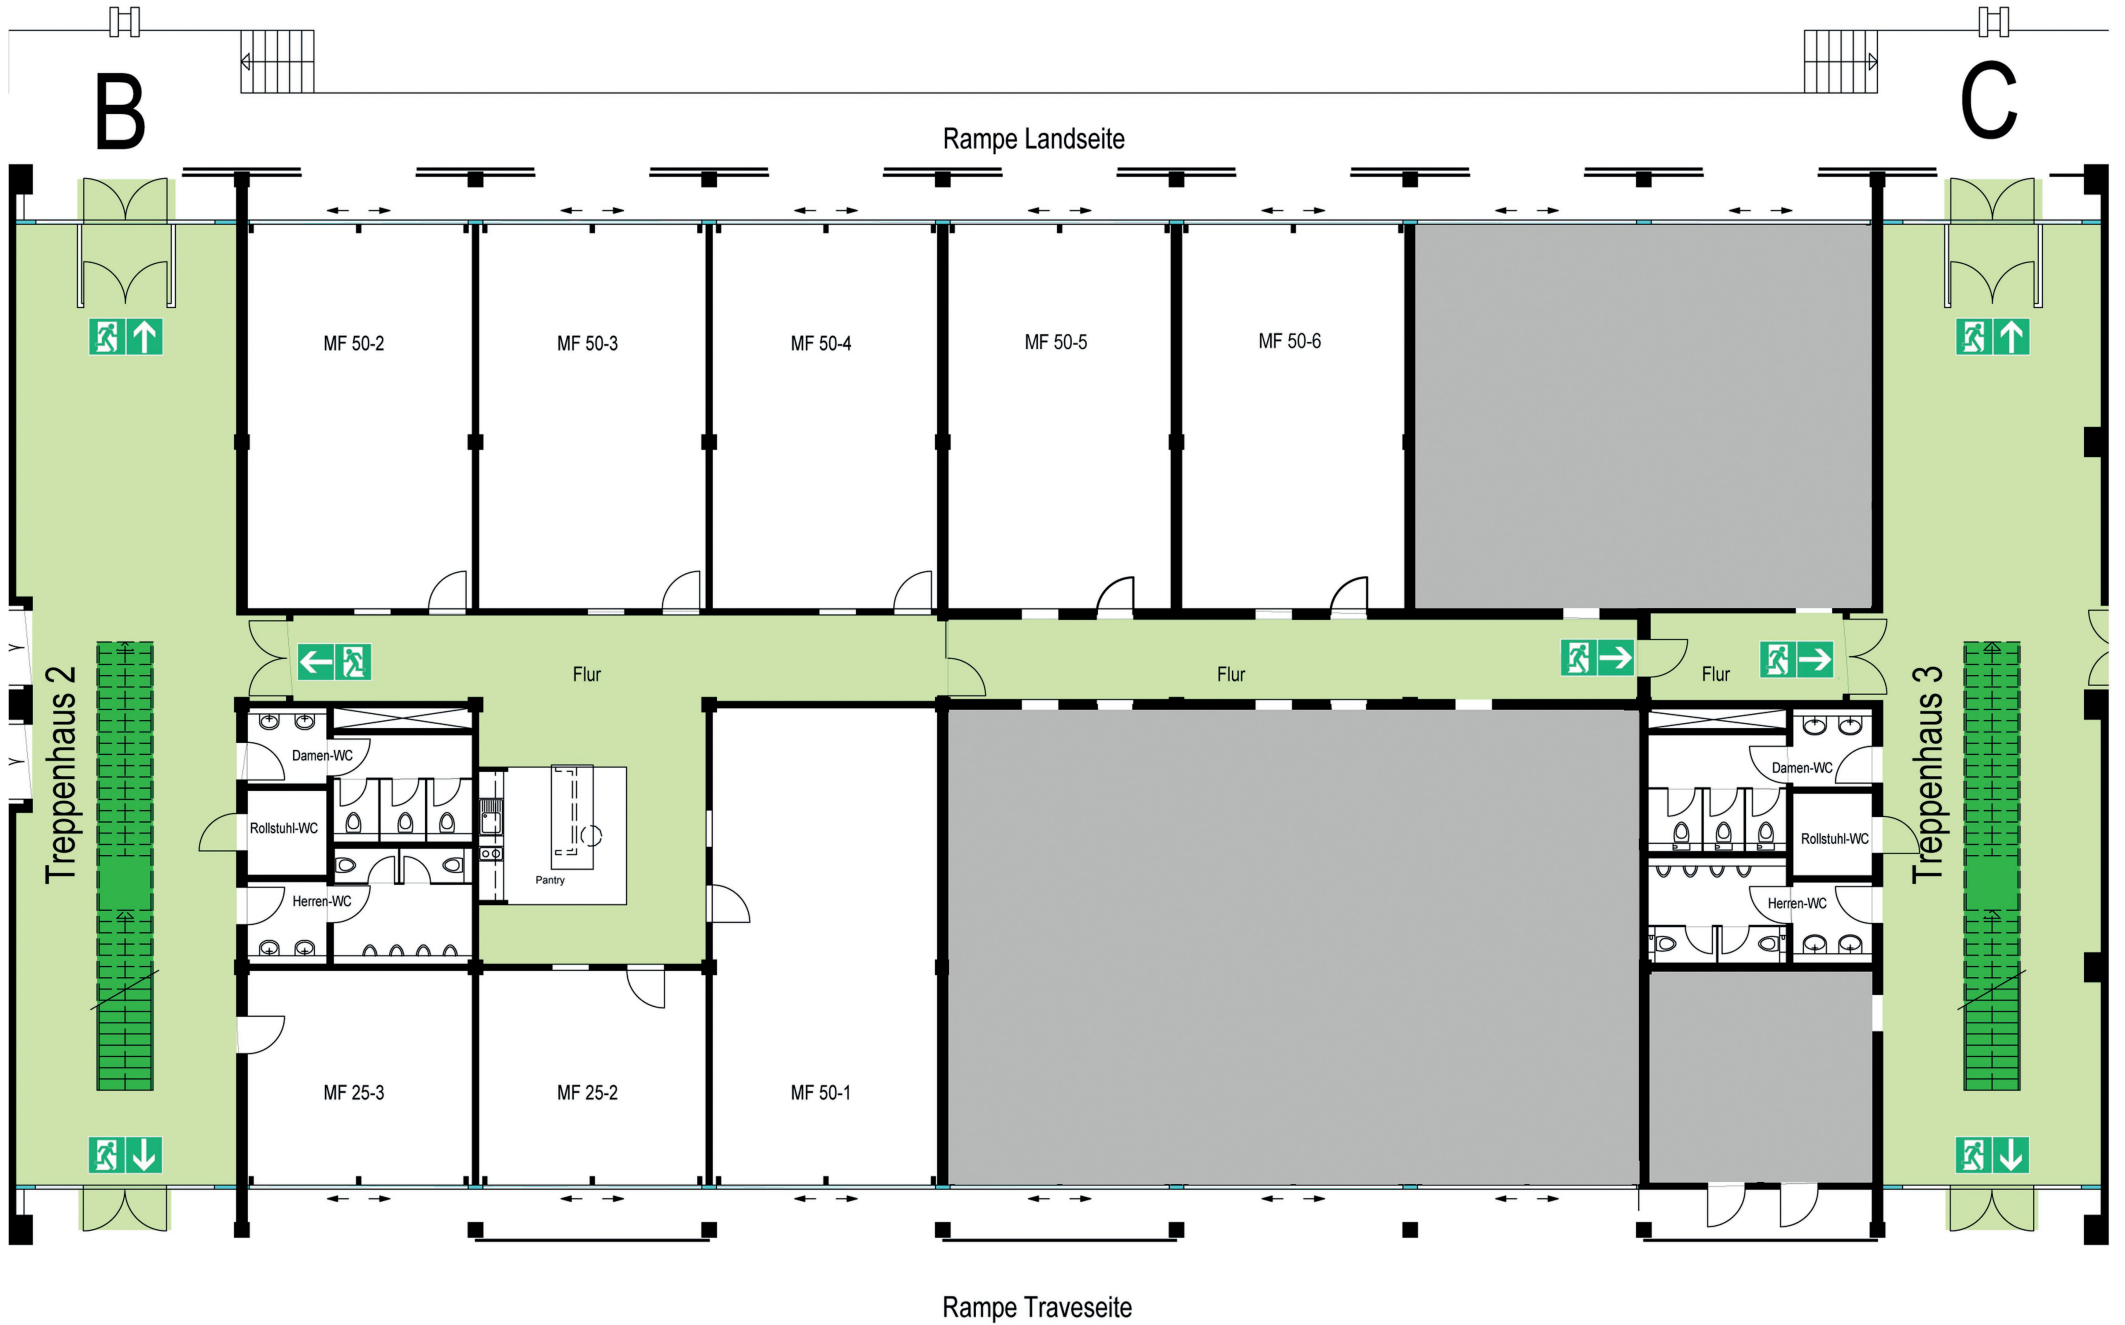 B
C
Rampe Landseite
MF 50-2
MF 50-3
MF 50-4
MF 50-5
MF 50-6
Flur
Flur
Flur
Treppenhaus 2
Treppenhaus 3
Damen-WC
Damen-WC
Rollstuhl-WC
Rollstuhl-WC
Pantry
Herren-WC
Herren-WC
MF 25-3
MF 25-2
MF 50-1
Rampe Traveseite